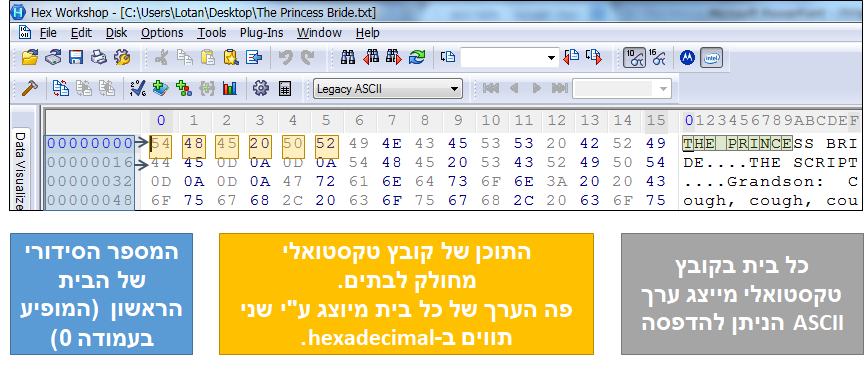 Hex Workshop - [C:\Users\Lotan\Desktop\The Princess Bride.txt]
File Edit Disk Options Tools Plug-Ins Window Help
Legacy ASCII
Data Visualize
0 1 2 3 4 5 6 7 8 9 10 11 12 13 14 15 0123456789ABCDEF
00000000 54 48 45 20 50 52 49 4E 43 45 53 53 20 42 52 49 THE PRINCESS BRI
00000016 44 45 0D 0A 0D 0A 54 48 45 20 53 43 52 49 50 54 DE....THE SCRIPT
00000032 0D 0A 0D 0A 47 72 61 6E 64 73 6F 6E 3A 20 20 43 ....Grandson:  C
00000048 6F 75 67 68 2C 20 63 6F 75 67 68 2C 20 63 6F 75 ough, cough, cou
המספר הסידורי
של הבית
הראשון (המופיע
בעמודה 0)
התוכן של קובץ טקסטואלי
מחולק לבתים.
פה הערך של כל בית מיוצג ע"י שני
תווים ב-hexadecimal.
כל בית בקובץ
טקסטואלי מייצג ערך
ASCII הניתן להדפסה